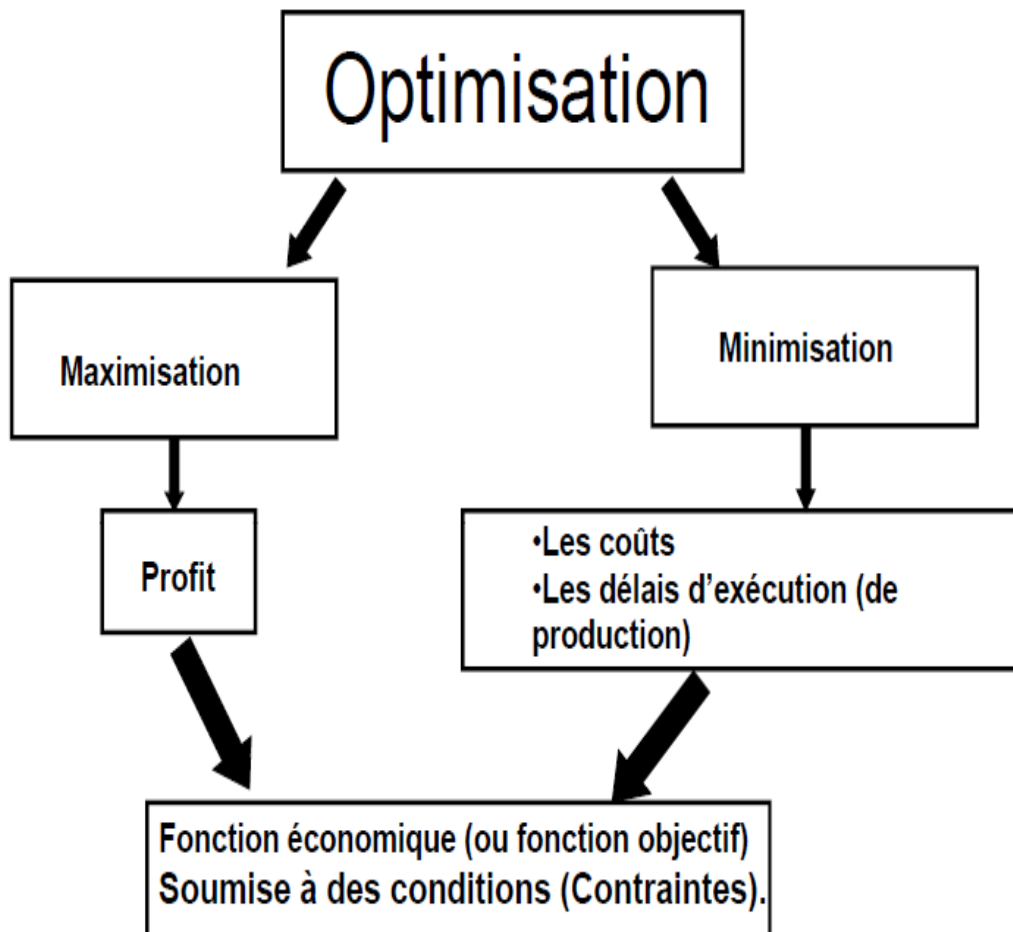 Optimisation
Maximisation
Minimisation
Profit
•Les coûts
•Les délais d’exécution (de
production)
Fonction économique (ou fonction objectif)
Soumise à des conditions (Contraintes).